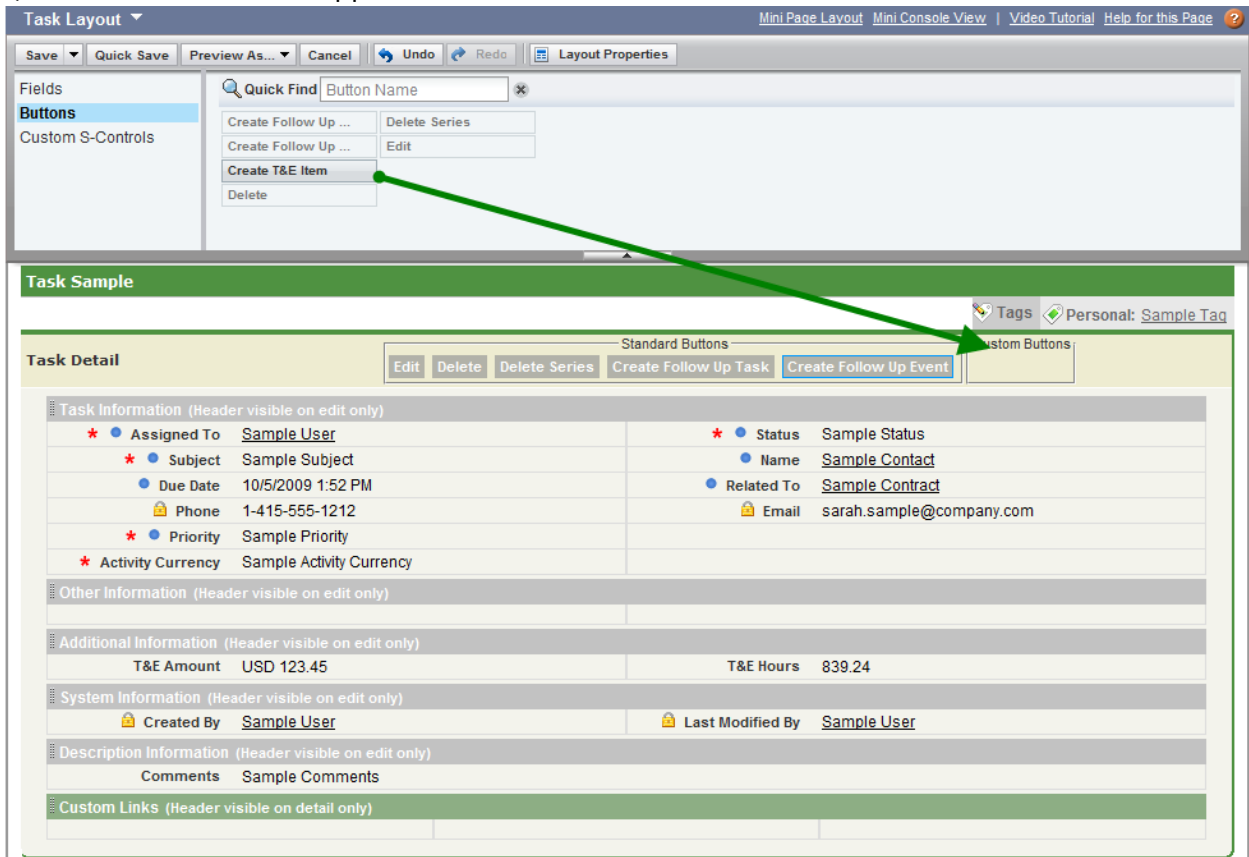 Task Layout Mini Page Layout Mini Console View | Video Tutorial Help for this Page ?
Save Quick Save Preview As... Cancel Undo Redo Layout Properties
Fields Quick Find Button Name
Buttons
Create Follow Up ... Delete Series
Custom S-Controls Create Follow Up ... Edit
Create T&E Item
Delete
Task Sample
Tags Personal: Sample Tag
Standard Buttons Buttons
Task Detail Edit Delete Delete Series Create Follow Up Task Create Follow Up Event
Task Information (Header visible on edit only)
* Assigned To Sample User * Status Sample Status
* Subject Sample Subject Name Sample Contact
Due Date 10/5/2009 1:52 PM Related To Sample Contract
Phone 1-415-555-1212 Email sarah.sample@company.com
* Priority Sample Priority
* Activity Currency Sample Activity Currency
Other Information (Header visible on edit only)
Additional Information (Header visible on edit only)
T&E Amount USD 123.45 T&E Hours 839.24
System Information (Header visible on edit only)
Created By Sample User Last Modified By Sample User
Description Information (Header visible on edit only)
Comments Sample Comments
Custom Links (Header visible on detail only)